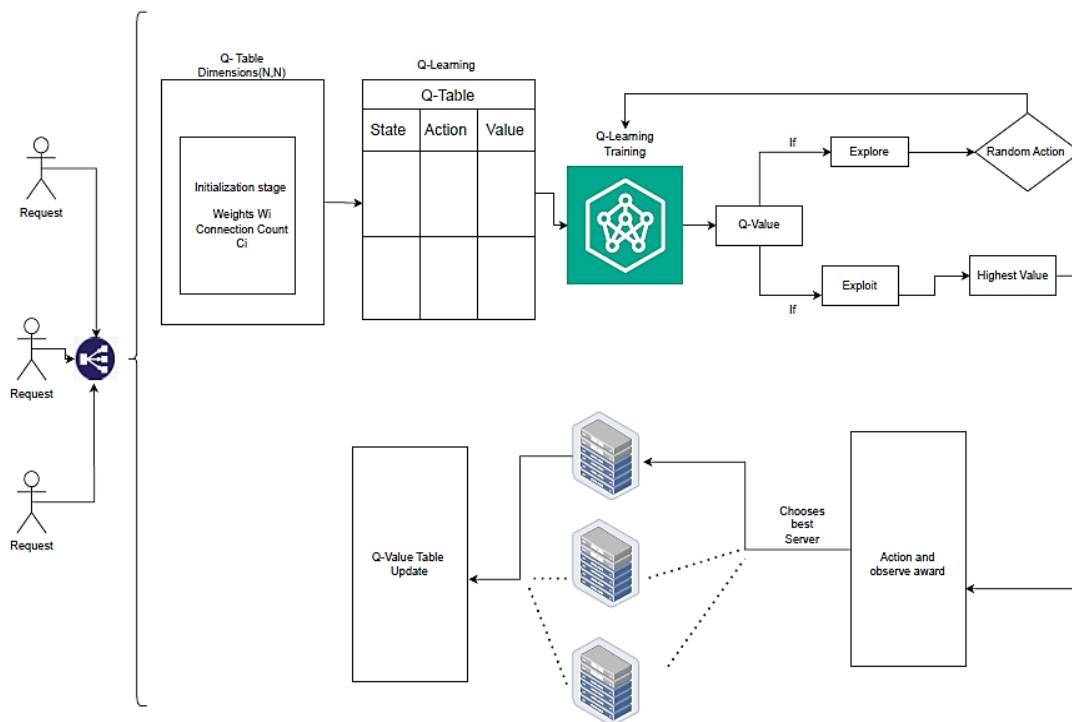 Q- Table
Dimensions(N,N)
Initialization stage
Weights Wi
Connection Count
Ci
Q-Learning
Q-Table
State
Action
Value
Q-Learning
Training
Q-Value
If
Explore
Random Action
If
Exploit
Highest Value
Request
Request
Request
Q-Value Table
Update
Chooses
best
Server
Action and
observe award